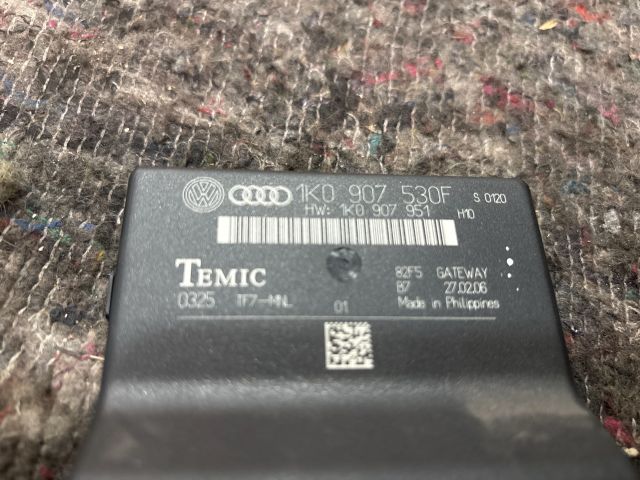 1K0 907 530F S 0120
HW: 1K0 907 951 H10
TEMIC 82F5 GATEWAY
B7 27.02.06
0325 TF7-MNL 01 Made in Philippines